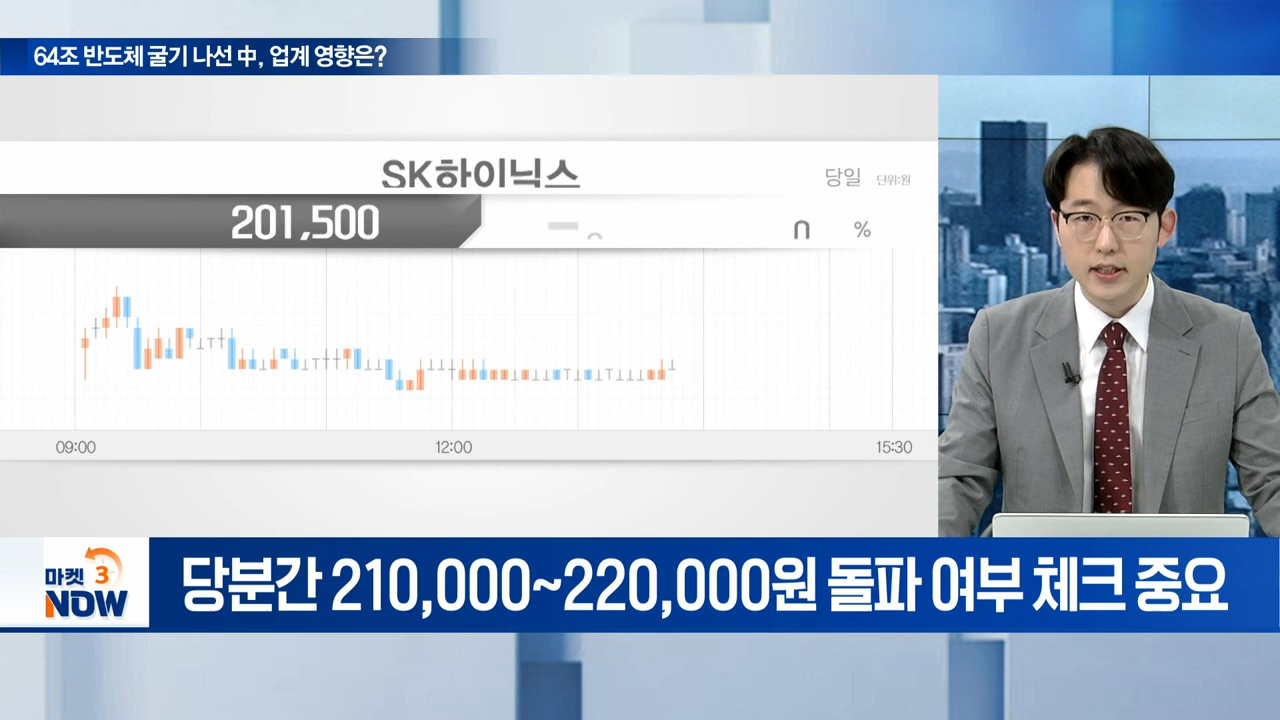 64조 반도체 굴기 나선 中, 업계 영향은?
SK하이닉스
당일 단위:원
201,500
%
09:00 12:00 15:30
마켓 3
NOW
당분간 210,000~220,000원 돌파 여부 체크 중요